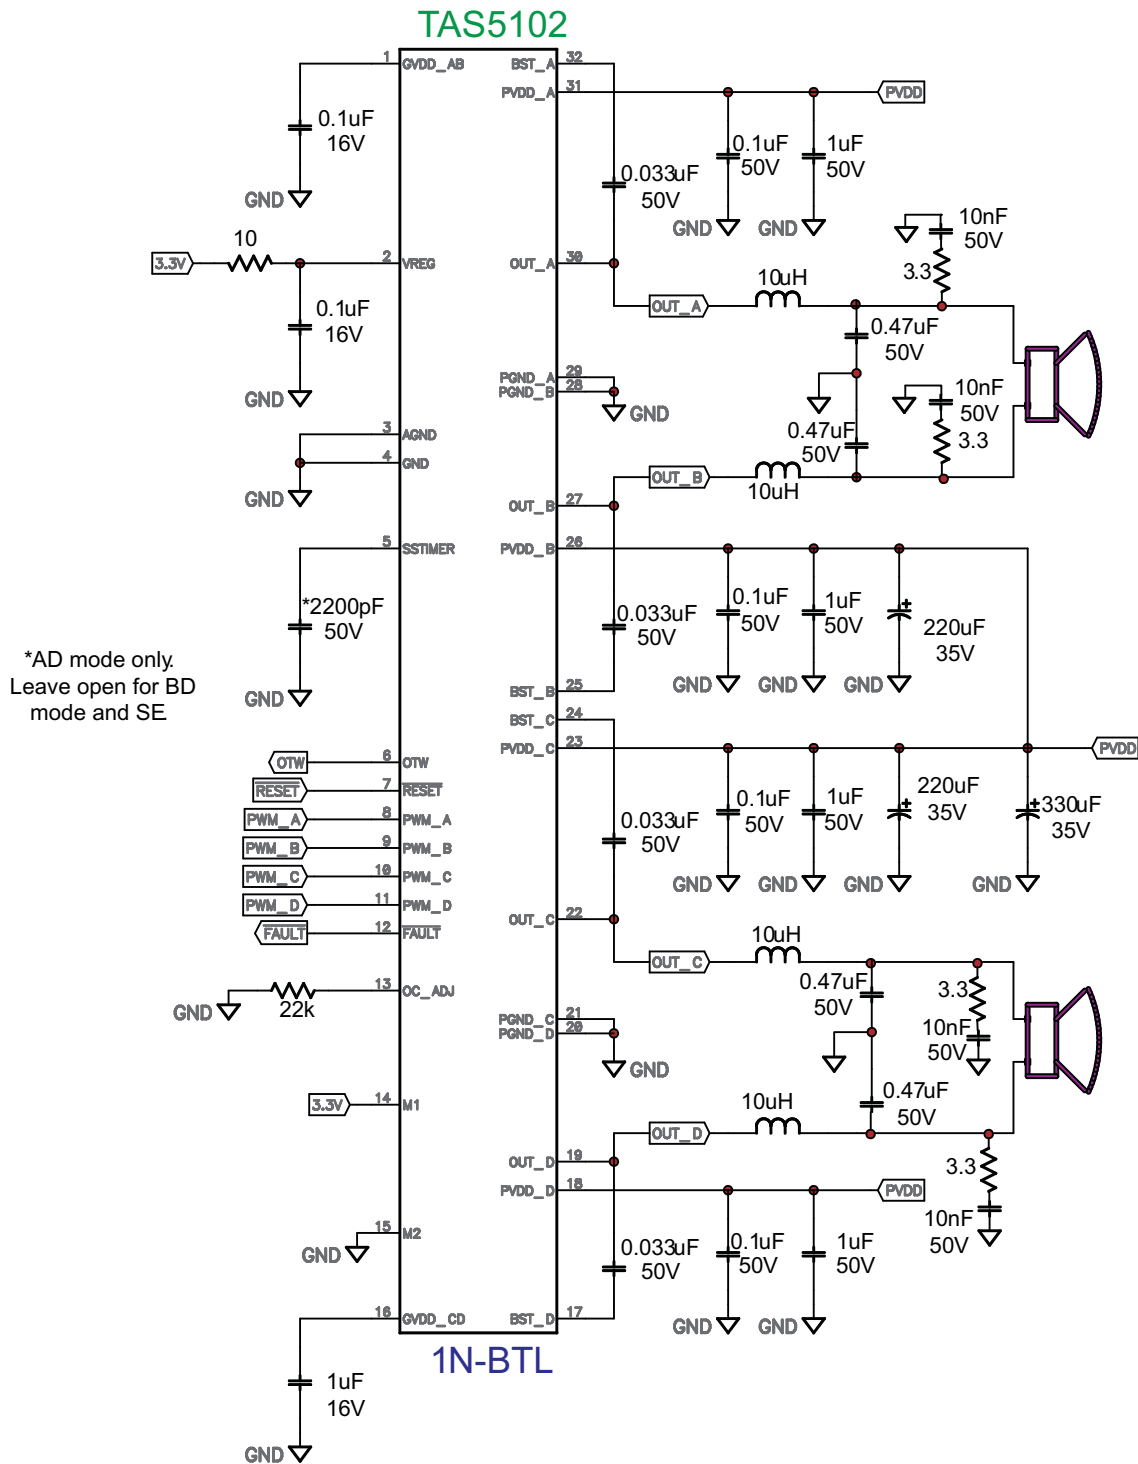 TAS5102
1 GVDD_AB BST_A 32
PVDD_A 31 PVDD
0.1uF
16V
GND
0.033uF
50V
0.1uF
50V
GND
1uF
50V
GND
10
3.3V
2 VREG OUT_A 30
0.1uF
16V
GND
OUT_A
10uH
10nF
50V
3.3
0.47uF
50V
PGND_A 29
PGND_B 28
GND
10nF
50V
3.3
0.47uF
50V
3 AGND
4 GND
GND
OUT_B
10uH
OUT_B 27
5 SSTIMER PVDD_B 26
*2200pF
50V
GND
*AD mode only.
Leave open for BD
mode and SE
0.033uF
50V
0.1uF
50V
GND
1uF
50V
GND
220uF
35V
GND
BST_B 25
BST_C 24
PVDD_C 23
PVDD
OTW 6 OTW
RESET 7 RESET
PWM_A 8 PWM_A
PWM_B 9 PWM_B
PWM_C 10 PWM_C
PWM_D 11 PWM_D
FAULT 12 FAULT
0.033uF
50V
0.1uF
50V
GND
1uF
50V
GND
220uF
35V
GND
330uF
35V
GND
OUT_C 22
OUT_C
10uH
GND
22k
13 OC_ADJ
PGND_C 21
PGND_D 20
GND
0.47uF
50V
3.3
10nF
50V
3.3V
14 M1
0.47uF
50V
OUT_D
10uH
OUT_D 19
PVDD_D 18
PVDD
3.3
10nF
50V
GND
15 M2
0.033uF
50V
0.1uF
50V
GND
1uF
50V
GND
16 GVDD_CD BST_D 17
1N-BTL
1uF
16V
GND